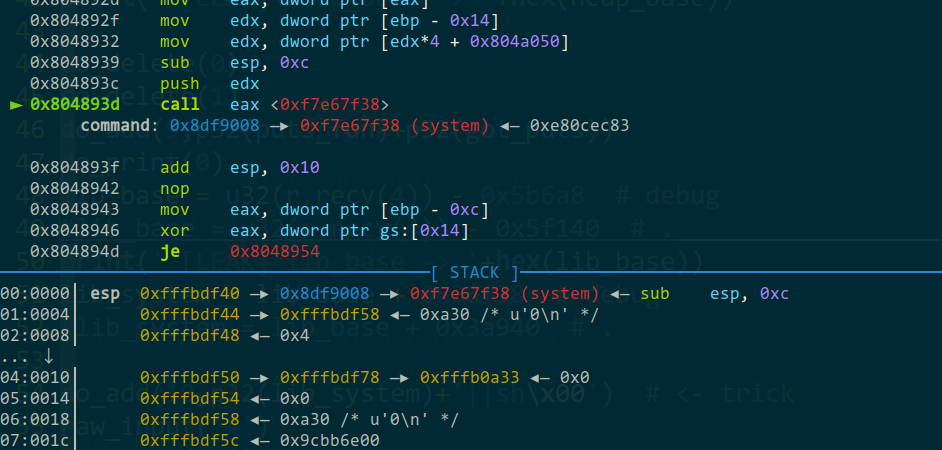 0x804892d mov eax, dword ptr [eax]
0x804892f mov edx, dword ptr [ebp - 0x14]
0x8048932 mov edx, dword ptr [edx*4 + 0x804a050]
0x8048939 sub esp, 0xc
0x804893c push edx
► 0x804893d call eax <0xf7e67f38>
command: 0x8df9008 —▸ 0xf7e67f38 (system) ◂— 0xe80cec83
0x804893f add esp, 0x10
0x8048942 nop
0x8048943 mov eax, dword ptr [ebp - 0xc]
0x8048946 xor eax, dword ptr gs:[0x14]
0x804894d je 0x8048954
[ STACK ]
00:0000│ esp 0xfffbdf40 —▸ 0x8df9008 —▸ 0xf7e67f38 (system) ◂— sub esp, 0xc
01:0004│ 0xfffbdf44 —▸ 0xfffbdf58 ◂— 0xa30 /* u'0\n' */
02:0008│ 0xfffbdf48 ◂— 0x4
... ↓
04:0010│ 0xfffbdf50 —▸ 0xfffbdf78 —▸ 0xfffb0a33 ◂— 0x0
05:0014│ 0xfffbdf54 ◂— 0x0
06:0018│ 0xfffbdf58 ◂— 0xa30 /* u'0\n' */
07:001c│ 0xfffbdf5c ◂— 0x9cbb6e00